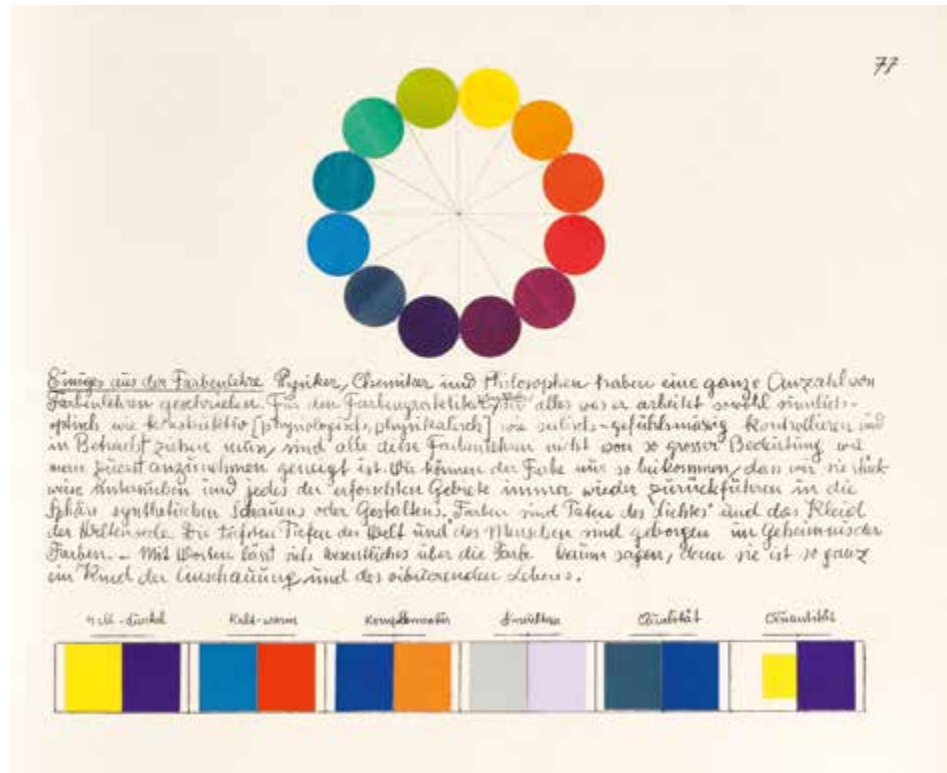 77
Einiges aus der Farbenlehre Physiker, Chemiker und Philosophen haben eine ganze Anzahl von
Farbenlehren geschrieben. Für den Farbenpraktiker, der alles was er arbeitet sowohl sinnlich-
optisch wie konstruktiv [physiologisch, physikalisch] wie seelisch-gefühlsmässig kontrollieren und
in Betracht ziehen muss, sind alle diese Farbenlehren nicht von so grosser Bedeutung wie
man zuerst anzunehmen geneigt ist. Wir können der Farbe nur so beikommen, dass wir sie stück-
weise untersuchen und jedes der erforschten Gebiete immer wieder zurückführen in die
Sphäre synthetischen Schauens oder Gestaltens. "Farben sind Taten des Lichtes" und das Kleid
der Weltenseele. Die tiefsten Tiefen der Welt und des Menschen sind geborgen im Geheimnis der
Farben. – Mit Worten lässt sich wesentliches über die Farbe kaum sagen, denn sie ist so ganz
ein Kind der Anschauung und des vibrierenden Lebens.
Hell-dunkel Kalt-warm Komplementär Simultan Qualität Quantität